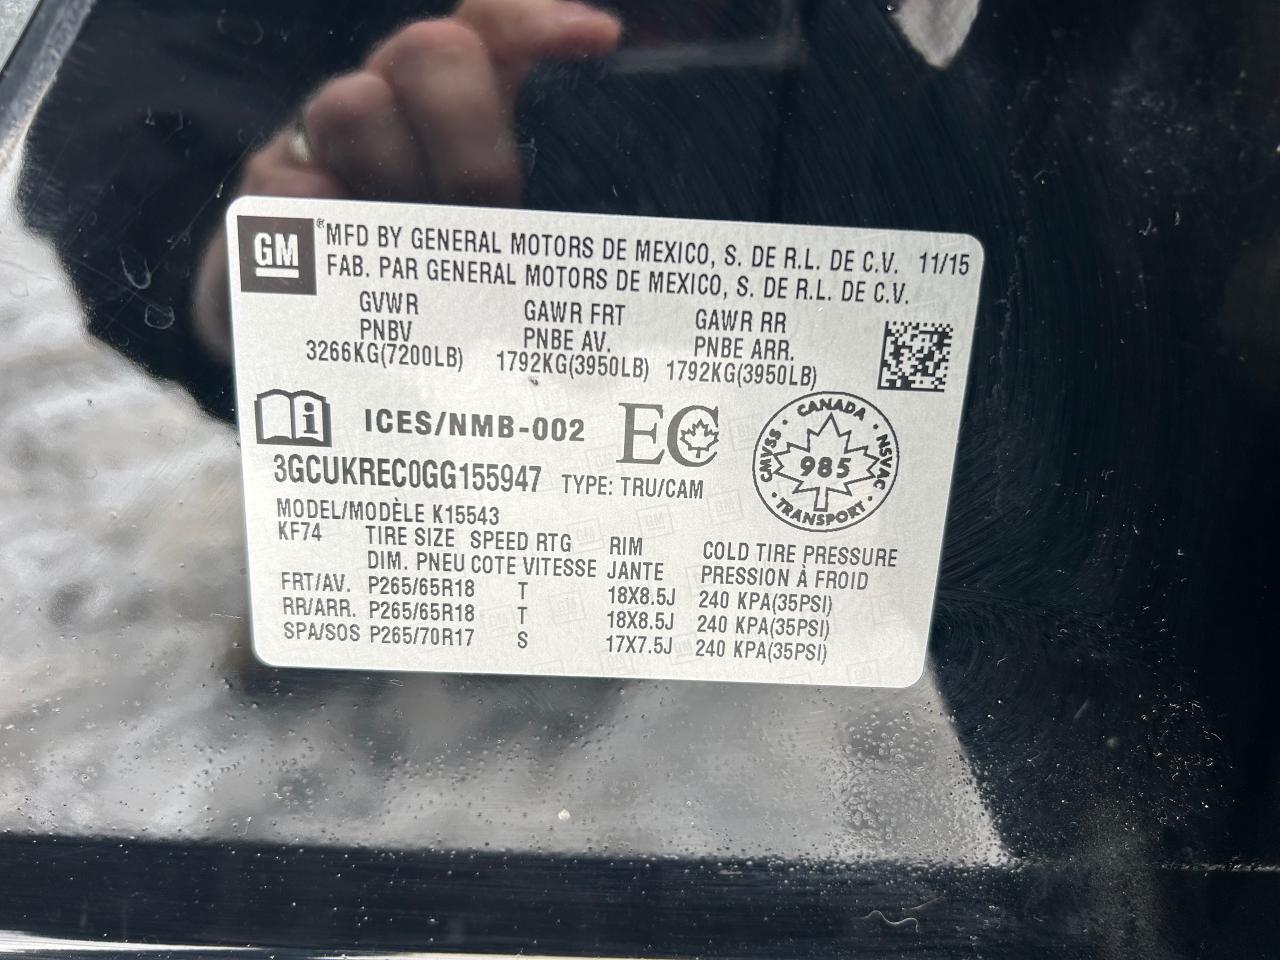 GM ®
MFD BY GENERAL MOTORS DE MEXICO, S. DE R.L. DE C.V. 11/15
FAB. PAR GENERAL MOTORS DE MEXICO, S. DE R.L. DE C.V.
GVWR GAWR FRT GAWR RR
PNBV PNBE AV. PNBE ARR.
3266KG(7200LB) 1792KG(3950LB) 1792KG(3950LB)
i ICES/NMB-002 EC
CANADA
CMVSS 985 NSVAC
TRANSPORT
3GCUKREC0GG155947 TYPE: TRU/CAM
MODEL/MODÈLE K15543
KF74 TIRE SIZE SPEED RTG RIM COLD TIRE PRESSURE
DIM. PNEU COTE VITESSE JANTE PRESSION À FROID
FRT/AV. P265/65R18 T 18X8.5J 240 KPA(35PSI)
RR/ARR. P265/65R18 T 18X8.5J 240 KPA(35PSI)
SPA/SOS P265/70R17 S 17X7.5J 240 KPA(35PSI)